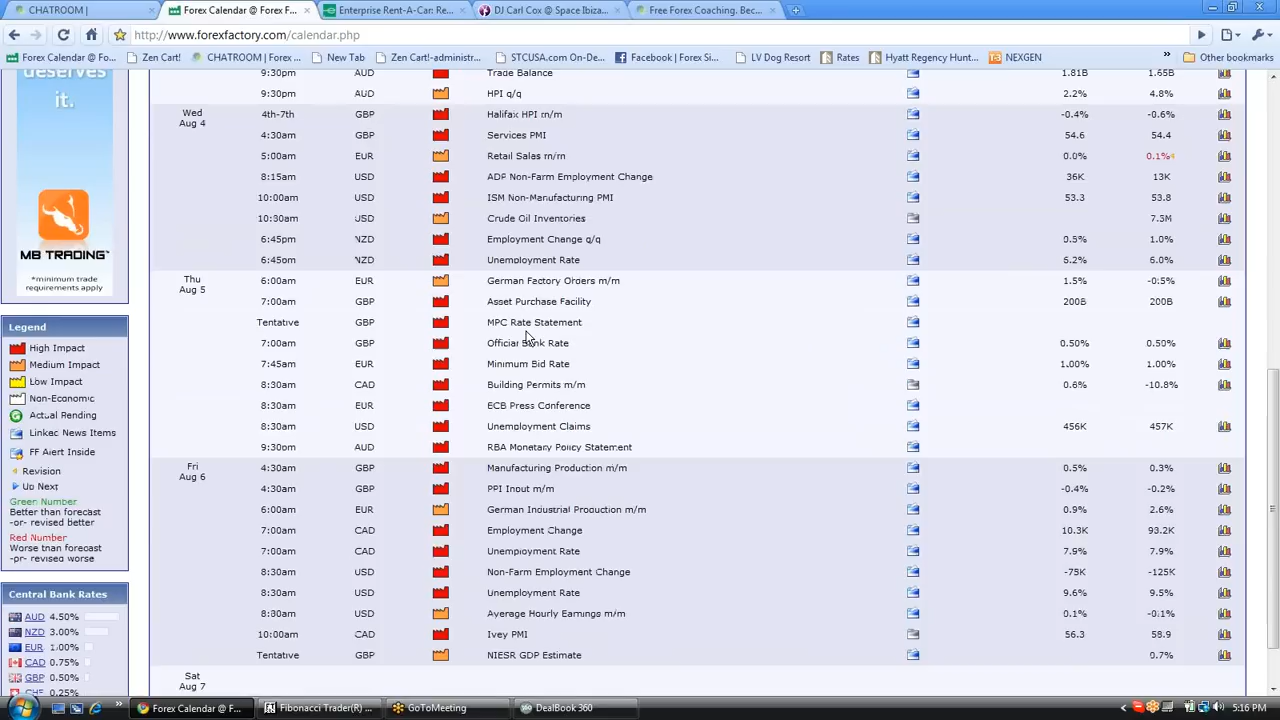 CHATROOM |
Forex Calendar @ Forex F...
Enterprise Rent-A-Car: Re...
DJ Carl Cox @ Space Ibiza...
Free Forex Coaching. Bec...
http://www.forexfactory.com/calendar.php
Forex Calendar @ Fo...
Zen Cart!
CHATROOM | Forex ...
New Tab
Zen Cart!-administr...
STCUSA.com On-De...
Facebook | Forex Si...
LV Dog Resort
Rates
Hyatt Regency Hunt...
NEXGEN
»
Other bookmarks
deserves
it.
MB TRADING
*minimum trade
requirements apply
Legend
High Impact
Medium Impact
Low Impact
Non-Economic
Actual Pending
Linked News Items
FF Alert Inside
Revision
Up Next
Green Number
Better than forecast
-or- revised better
Red Number
Worse than forecast
-or- revised worse
Central Bank Rates
AUD 4.50%
NZD 3.00%
EUR 1.00%
CAD 0.75%
GBP 0.50%
CHF 0.25%
9:30pm AUD Trade Balance 1.81B 1.65B
9:30pm AUD HPI q/q 2.2% 4.8%
Wed
Aug 4
4th-7th GBP Halifax HPI m/m -0.4% -0.6%
4:30am GBP Services PMI 54.6 54.4
5:00am EUR Retail Sales m/m 0.0% 0.1%
8:15am USD ADP Non-Farm Employment Change 36K 13K
10:00am USD ISM Non-Manufacturing PMI 53.3 53.8
10:30am USD Crude Oil Inventories 7.3M
6:45pm NZD Employment Change q/q 0.5% 1.0%
6:45pm NZD Unemployment Rate 6.2% 6.0%
Thu
Aug 5
6:00am EUR German Factory Orders m/m 1.5% -0.5%
7:00am GBP Asset Purchase Facility 200B 200B
Tentative GBP MPC Rate Statement
7:00am GBP Official Bank Rate 0.50% 0.50%
7:45am EUR Minimum Bid Rate 1.00% 1.00%
8:30am CAD Building Permits m/m 0.6% -10.8%
8:30am EUR ECB Press Conference
8:30am USD Unemployment Claims 456K 457K
9:30pm AUD RBA Monetary Policy Statement
Fri
Aug 6
4:30am GBP Manufacturing Production m/m 0.5% 0.3%
4:30am GBP PPI Input m/m -0.4% -0.2%
6:00am EUR German Industrial Production m/m 0.9% 2.6%
7:00am CAD Employment Change 10.3K 93.2K
7:00am CAD Unemployment Rate 7.9% 7.9%
8:30am USD Non-Farm Employment Change -75K -125K
8:30am USD Unemployment Rate 9.6% 9.5%
8:30am USD Average Hourly Earnings m/m 0.1% -0.1%
10:00am CAD Ivey PMI 56.3 58.9
Tentative GBP NIESR GDP Estimate 0.7%
Sat
Aug 7
»
Forex Calendar @ For...
Fibonacci Trader(R) ...
GoToMeeting
DealBook 360
5:16 PM